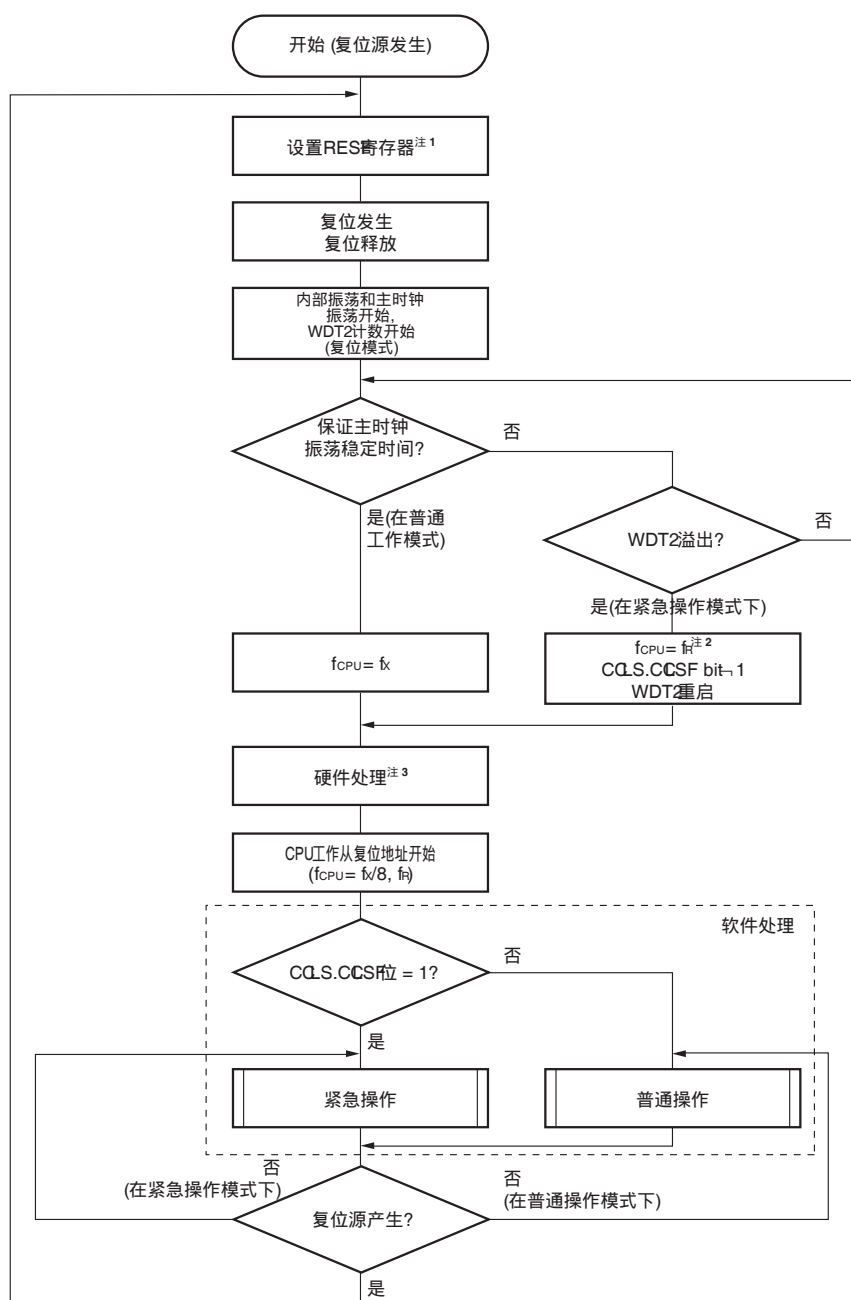 开始 (复位源发生)
设置RESF寄存器注 1
复位发生
复位释放
内部振荡和主时钟
振荡开始,
WDT2计数开始
(复位模式)
保证主时钟
振荡稳定时间?
否
是(在普通
工作模式)
WDT2溢出?
否
是(在紧急操作模式下)
fCPU = fX
fCPU = fR注 2
CCLS.CCLSF bit ¬ 1
WDT2重启
硬件处理注 3
CPU工作从复位地址开始
(fCPU = fX/8, fR)
软件处理
CCLS.CCLSF位 = 1?
否
是
紧急操作
普通操作
否
(在紧急操作模式下)
否
(在普通操作模式下)
复位源产生?
是